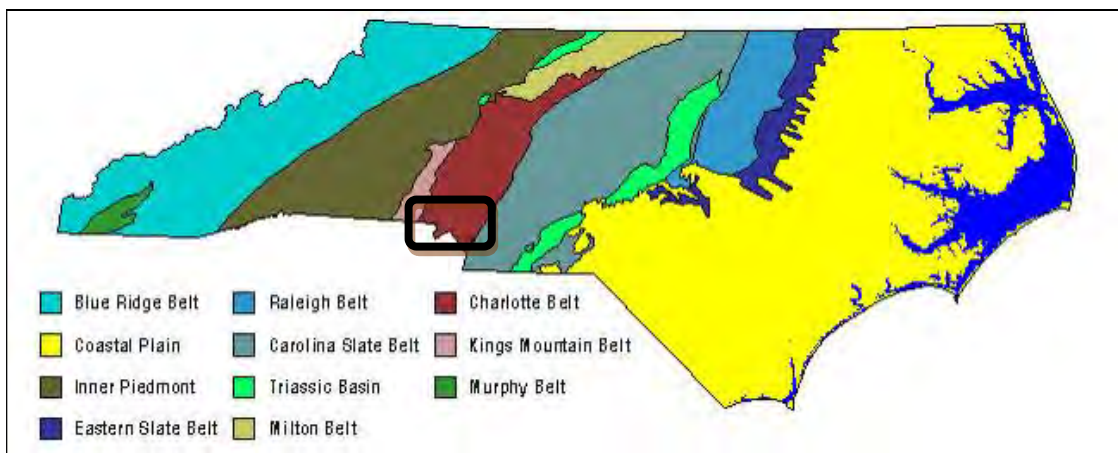 Blue Ridge Belt
Raleigh Belt
Charlotte Belt
Coastal Plain
Carolina Slate Belt
Kings Mountain Belt
Inner Piedmont
Triassic Basin
Murphy Belt
Eastern Slate Belt
Milton Belt